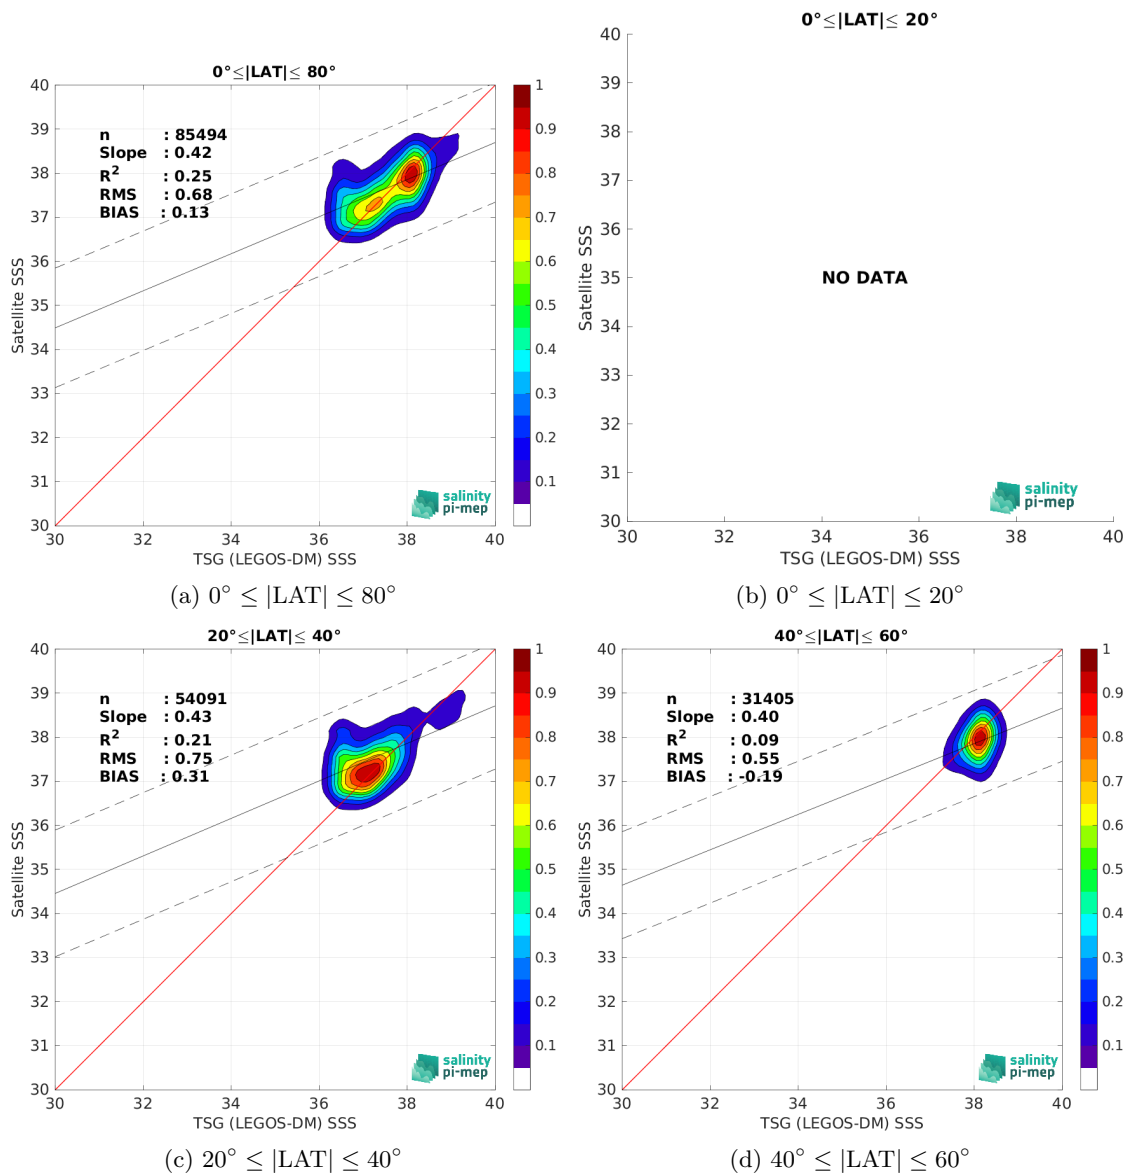 0°≤|LAT|≤ 80°
40
39
38
37
36
35
34
33
32
31
30
Satellite SSS
n : 85494
Slope : 0.42
R² : 0.25
RMS : 0.68
BIAS : 0.13
salinity
pi-mep
30 32 34 36 38 40
TSG (LEGOS-DM) SSS
1
0.9
0.8
0.7
0.6
0.5
0.4
0.3
0.2
0.1
(a) 0° ≤ |LAT| ≤ 80°
0°≤|LAT|≤ 20°
40
39
38
37
36
35
34
33
32
31
30
Satellite SSS
NO DATA
salinity
pi-mep
30 32 34 36 38 40
TSG (LEGOS-DM) SSS
(b) 0° ≤ |LAT| ≤ 20°
20°≤|LAT|≤ 40°
40
39
38
37
36
35
34
33
32
31
30
Satellite SSS
n : 54091
Slope : 0.43
R² : 0.21
RMS : 0.75
BIAS : 0.31
salinity
pi-mep
30 32 34 36 38 40
TSG (LEGOS-DM) SSS
1
0.9
0.8
0.7
0.6
0.5
0.4
0.3
0.2
0.1
(c) 20° ≤ |LAT| ≤ 40°
40°≤|LAT|≤ 60°
40
39
38
37
36
35
34
33
32
31
30
Satellite SSS
n : 31405
Slope : 0.40
R² : 0.09
RMS : 0.55
BIAS : -0.19
salinity
pi-mep
30 32 34 36 38 40
TSG (LEGOS-DM) SSS
1
0.9
0.8
0.7
0.6
0.5
0.4
0.3
0.2
0.1
(d) 40° ≤ |LAT| ≤ 60°